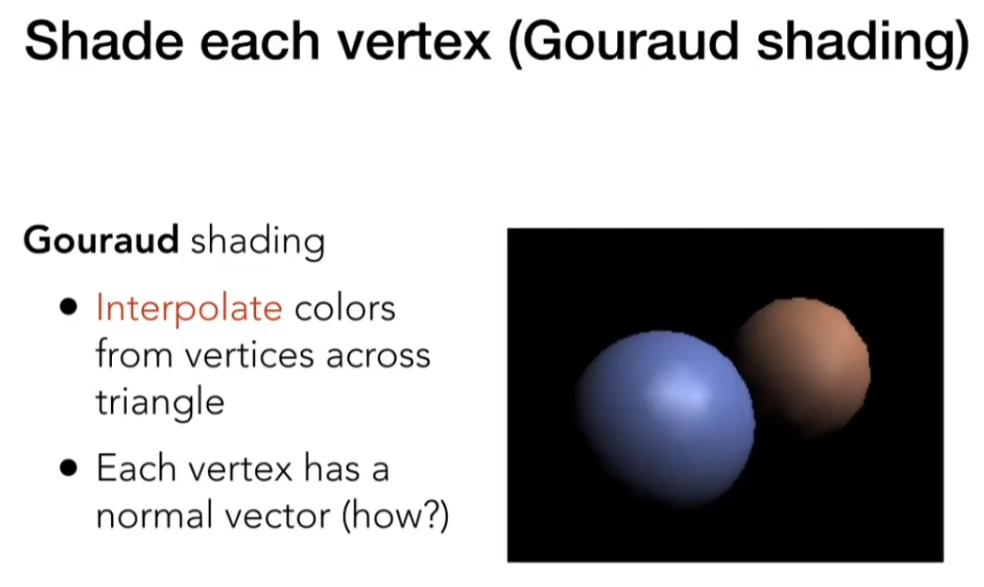 Shade each vertex (Gouraud shading)
Gouraud shading
• Interpolate colors
from vertices across
triangle
• Each vertex has a
normal vector (how?)